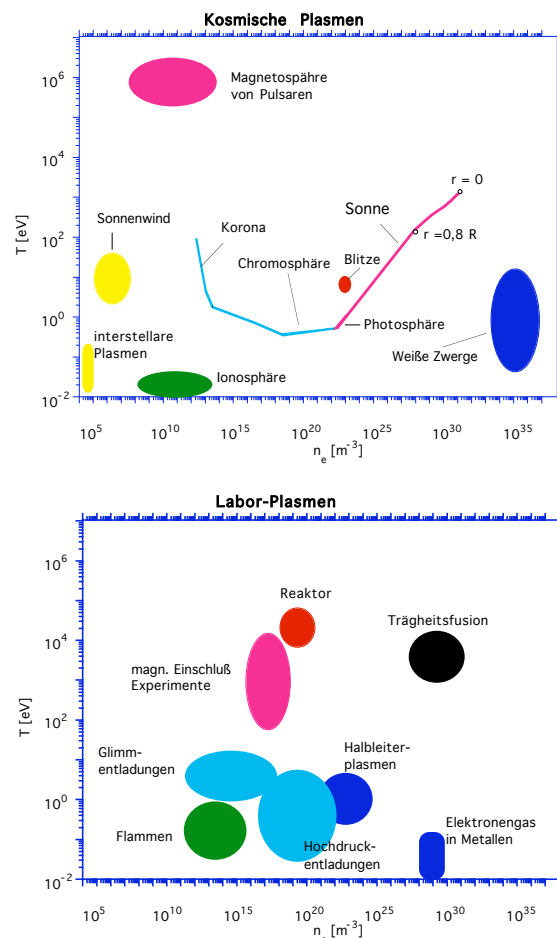 Kosmische Plasmen
10^6
Magnetospähre
von Pulsaren
10^4
r = 0
Sonnenwind
Sonne
10^2
Korona
r =0,8 R
T [eV]
Chromosphäre
Blitze
10^0
Photosphäre
interstellare
Plasmen
Weiße Zwerge
Ionosphäre
10^-2
10^5 10^10 10^15 10^20 10^25 10^30 10^35
n_e [m^-3]
Labor-Plasmen
10^6
Reaktor
Trägheitsfusion
10^4
magn. Einschluß
Experimente
T [eV]
10^2
Glimm-
entladungen
Halbleiter-
plasmen
10^0
Elektronengas
in Metallen
Flammen
Hochdruck-
entladungen
10^-2
10^5 10^10 10^15 10^20 10^25 10^30 10^35
n [m^-3]